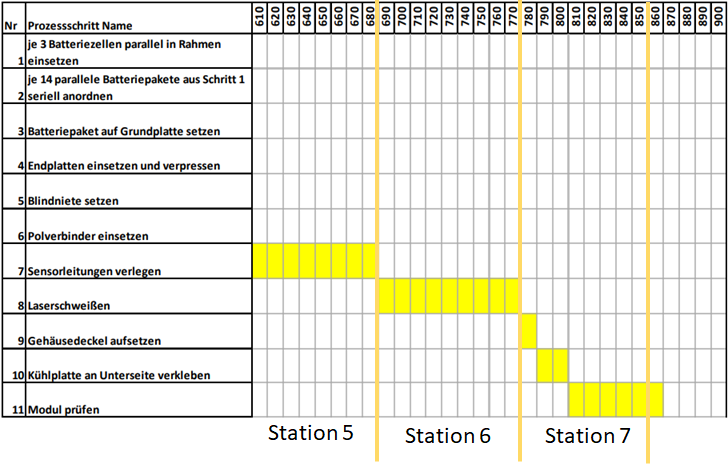 Nr Prozessschritt Name 610 620 630 640 650 660 670 680 690 700 710 720 730 740 750 760 770 780 790 800 810 820 830 840 850 860 870 880 890 900
je 3 Batteriezellen parallel in Rahmen
1 einsetzen
je 14 parallele Batteriepakete aus Schritt 1
2 seriell anordnen
3 Batteriepaket auf Grundplatte setzen
4 Endplatten einsetzen und verpressen
5 Blindniete setzen
6 Polverbinder einsetzen
7 Sensorleitungen verlegen
8 Laserschweißen
9 Gehäusedeckel aufsetzen
10 Kühlplatte an Unterseite verkleben
11 Modul prüfen
Station 5 Station 6 Station 7